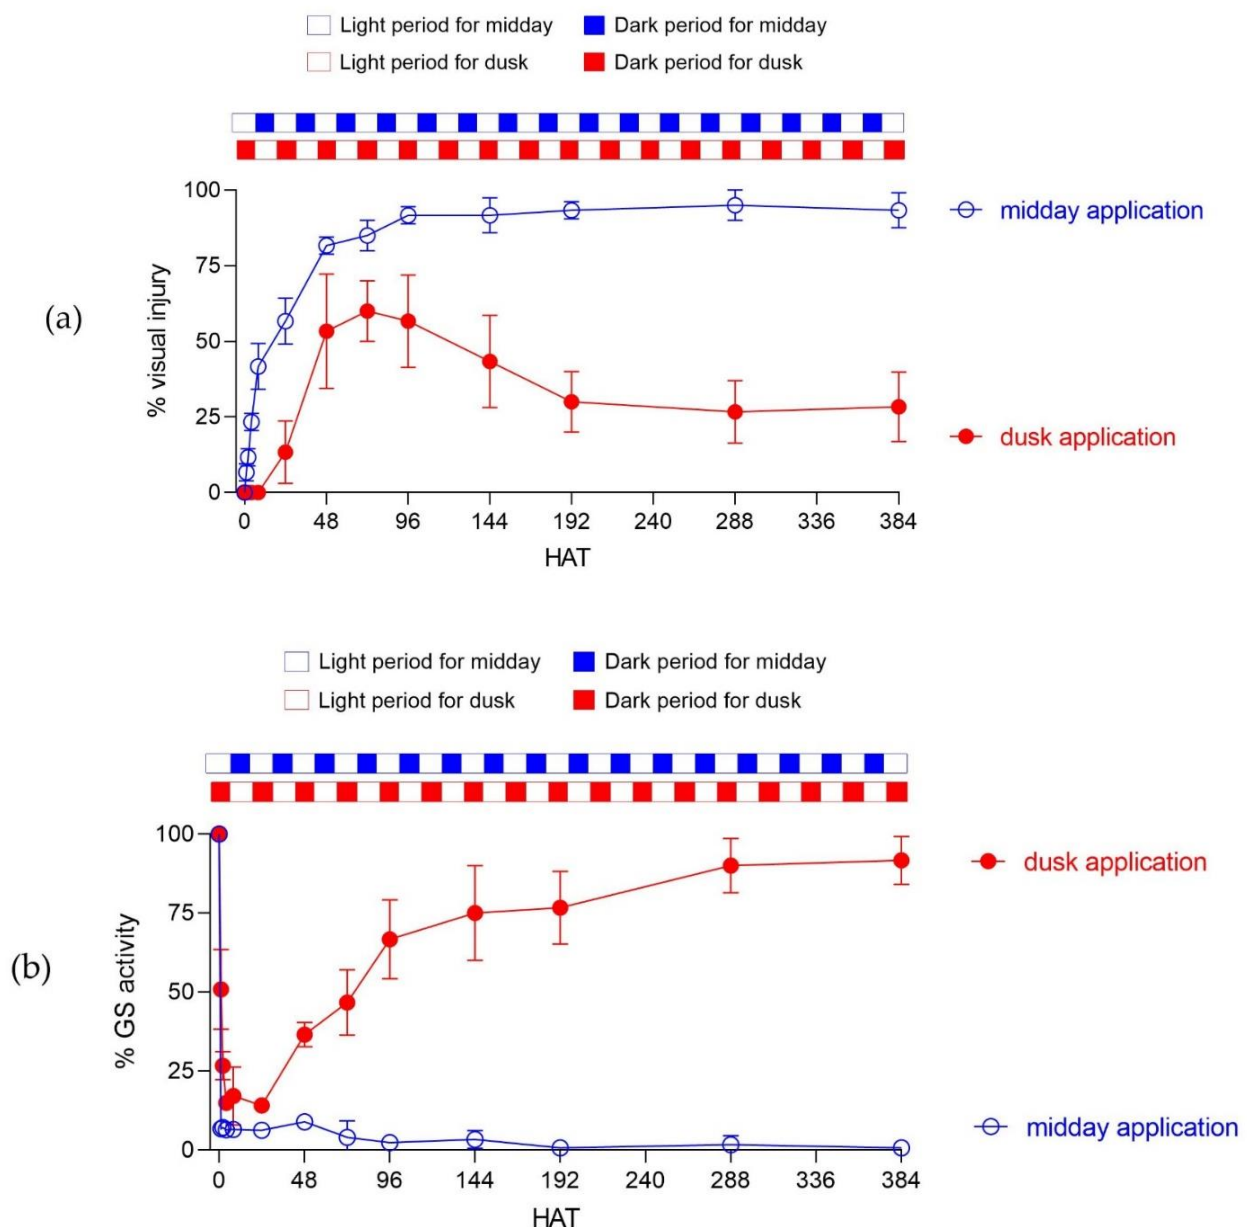 Light period for midday Dark period for midday
Light period for dusk Dark period for dusk
100
75
50
25
0
% visual injury
(a)
midday application
dusk application
0 48 96 144 192 240 288 336 384
HAT
Light period for midday Dark period for midday
Light period for dusk Dark period for dusk
100
75
50
25
0
% GS activity
(b)
dusk application
midday application
0 48 96 144 192 240 288 336 384
HAT